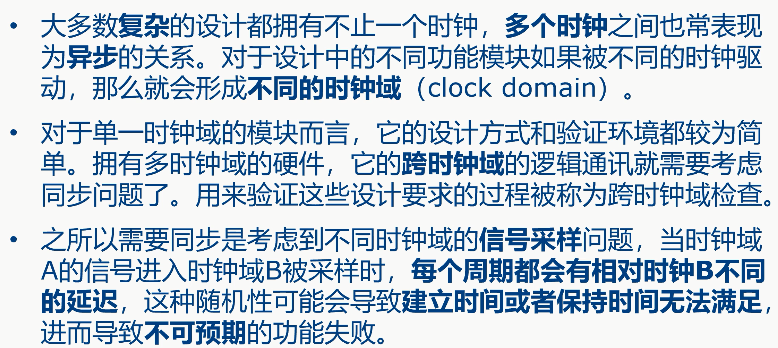 • 大多数复杂的设计都拥有不止一个时钟，多个时钟之间也常表现
为异步的关系。对于设计中的不同功能模块如果被不同的时钟驱
动，那么就会形成不同的时钟域（clock domain）。
• 对于单一时钟域的模块而言，它的设计方式和验证环境都较为简
单。拥有多时钟域的硬件，它的跨时钟域的逻辑通讯就需要考虑
同步问题了。用来验证这些设计要求的过程被称为跨时钟域检查。
• 之所以需要同步是考虑到不同时钟域的信号采样问题，当时钟域
A的信号进入时钟域B被采样时，每个周期都会有相对时钟B不同
的延迟，这种随机性可能会导致建立时间或者保持时间无法满足，
进而导致不可预期的功能失败。